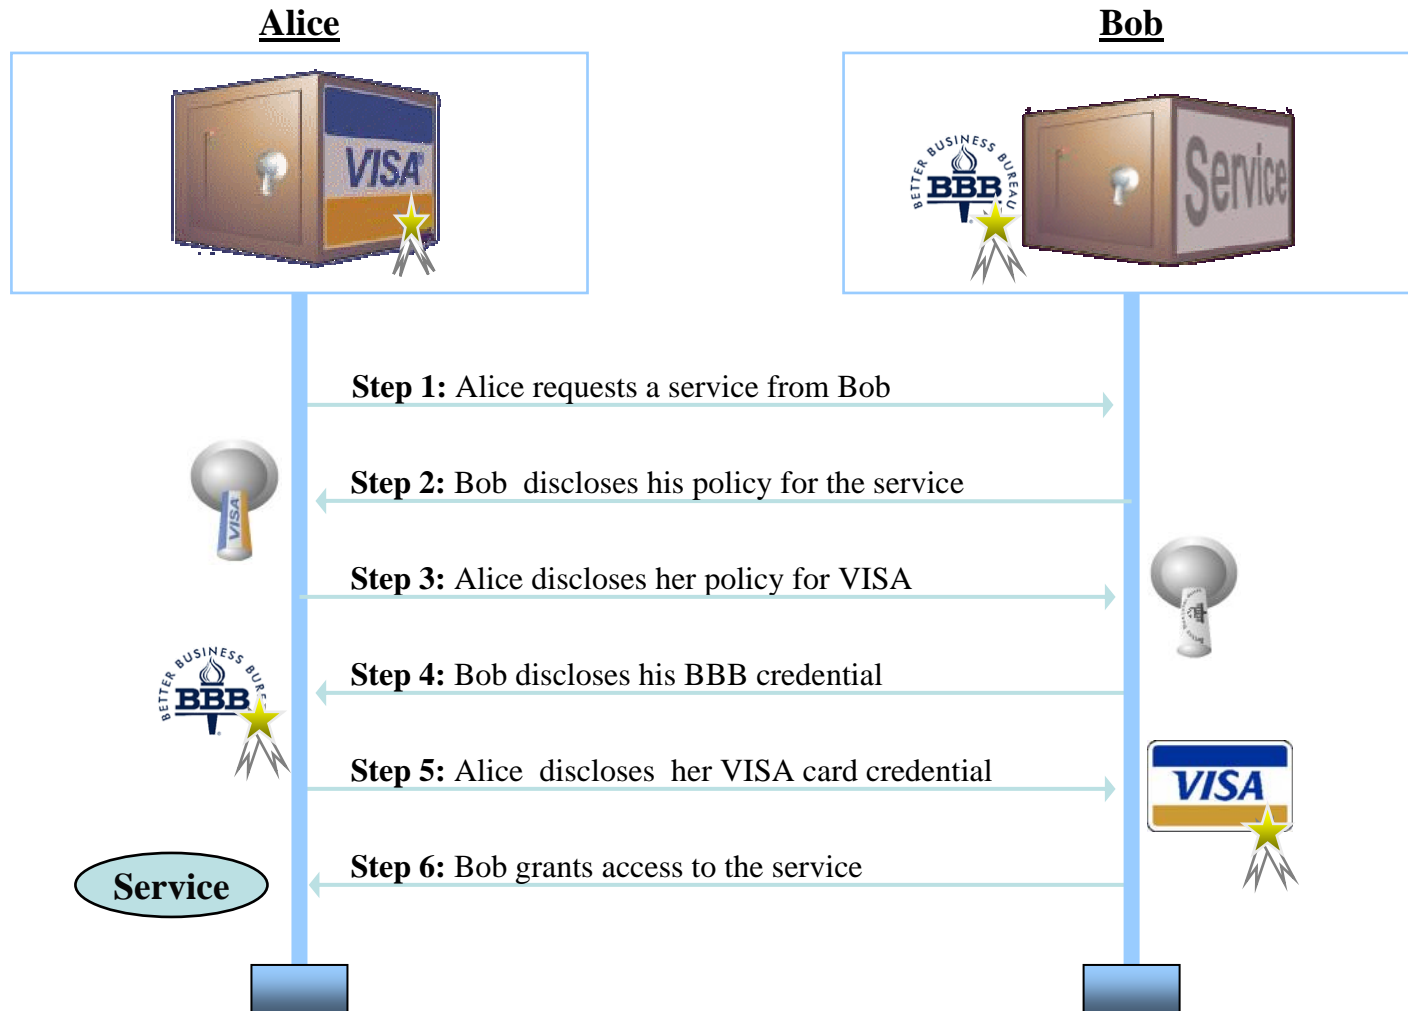 Alice
Bob
VISA
BETTER BUSINESS BUREAU
BBB
Service
Step 1: Alice requests a service from Bob
Step 2: Bob discloses his policy for the service
VISA
Step 3: Alice discloses her policy for VISA
BETTER BUSINESS BUREAU
BBB
Step 4: Bob discloses his BBB credential
Step 5: Alice discloses her VISA card credential
VISA
Step 6: Bob grants access to the service
Service